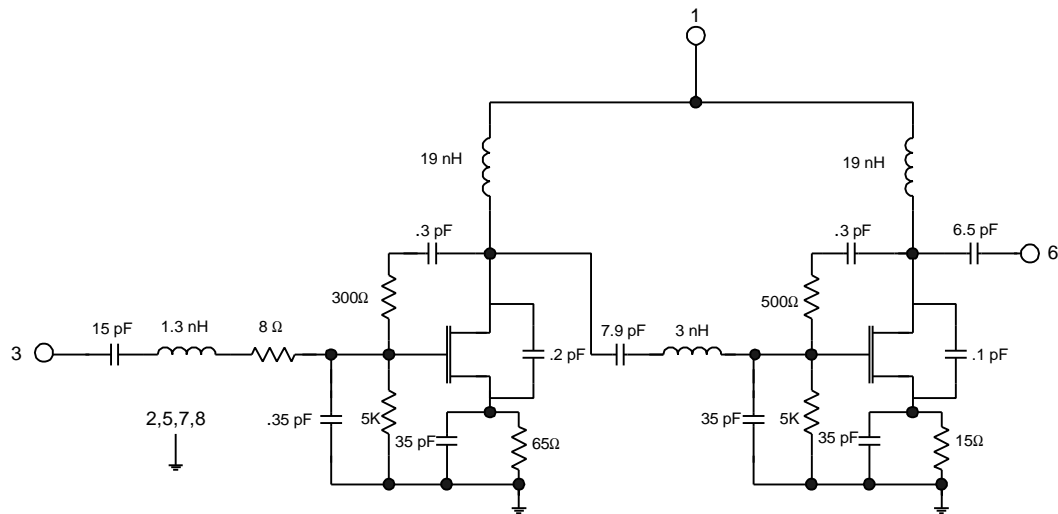 1
19 nH
19 nH
.3 pF
.3 pF
6.5 pF
6
300Ω
500Ω
15 pF
1.3 nH
8 Ω
7.9 pF
3 nH
3
.2 pF
.1 pF
2,5,7,8
.35 pF
5K
35 pF
65Ω
35 pF
5K
35 pF
15Ω